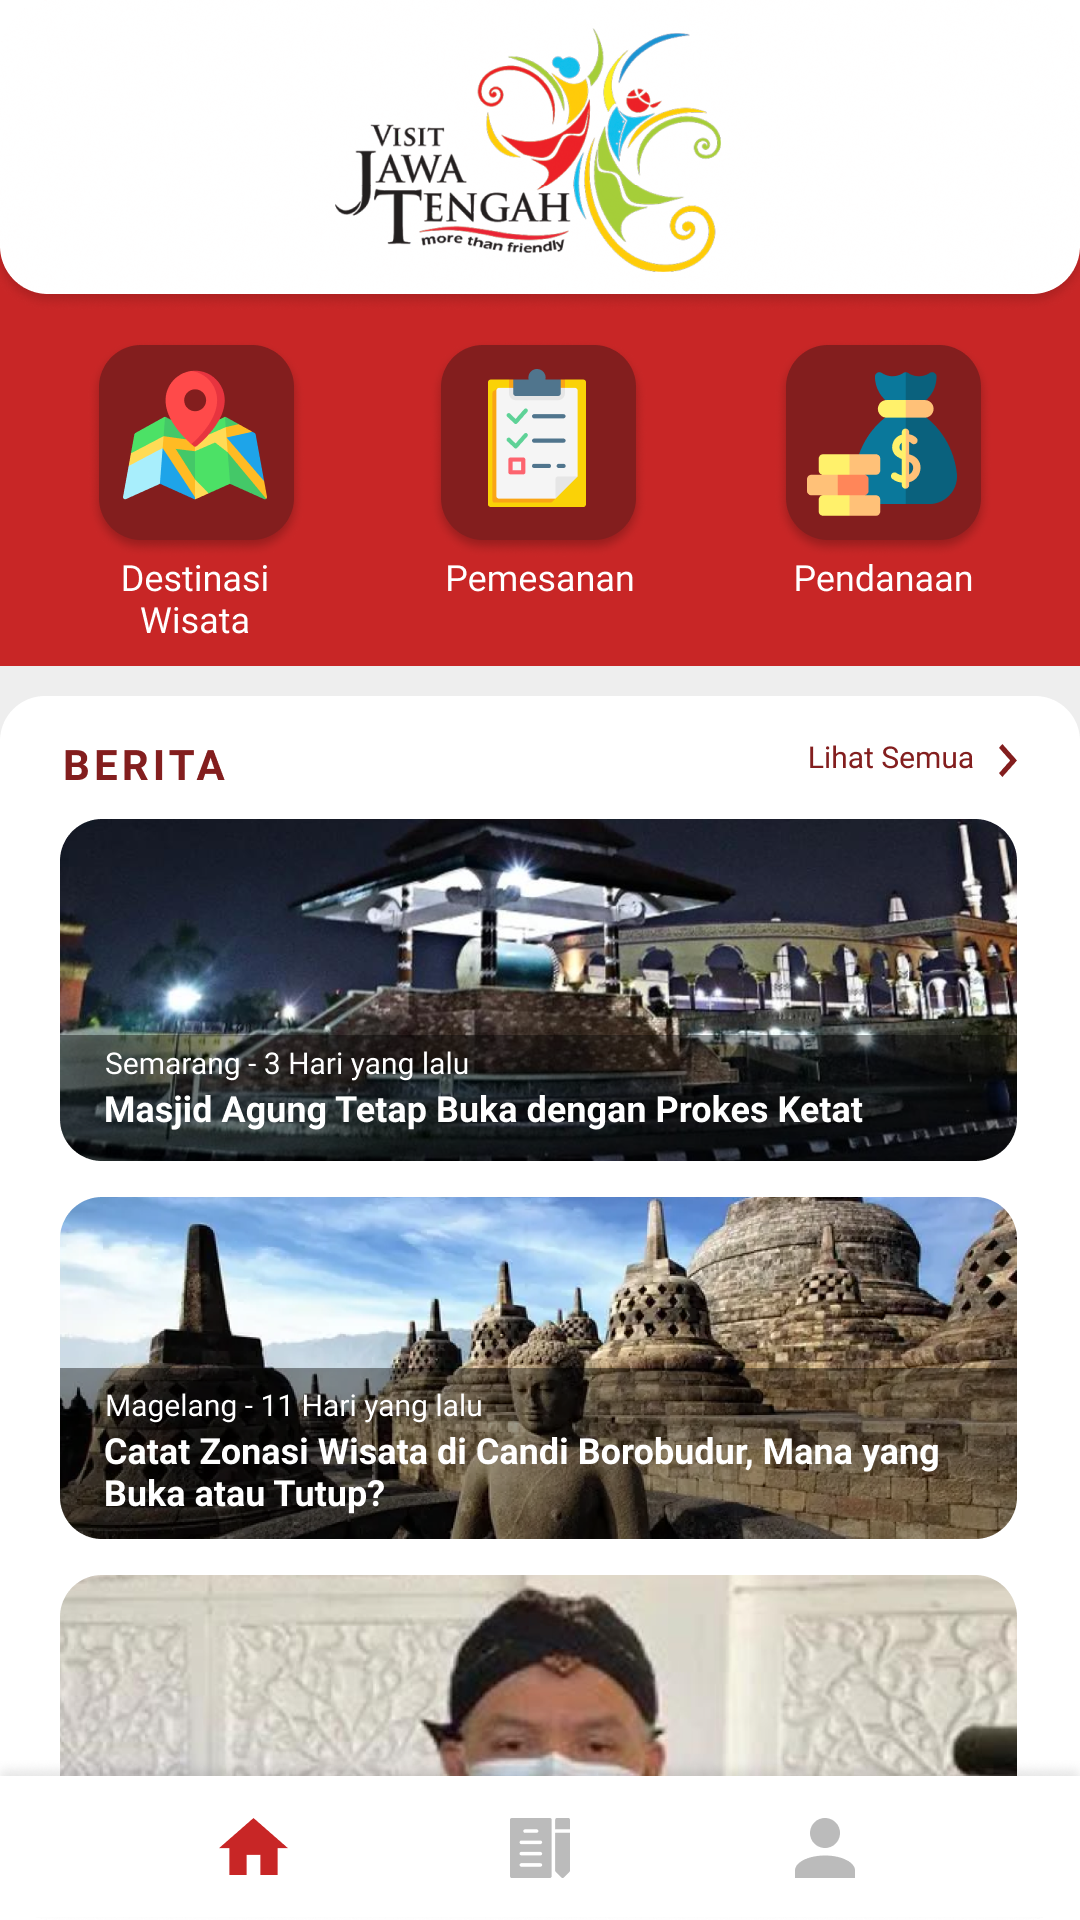 VISIT
JAWA
TENGAH
more than friendly
Destinasi
Wisata
Pemesanan
Pendanaan
BERITA
Lihat Semua
Semarang - 3 Hari yang lalu
Masjid Agung Tetap Buka dengan Prokes Ketat
Magelang - 11 Hari yang lalu
Catat Zonasi Wisata di Candi Borobudur, Mana yang
Buka atau Tutup?